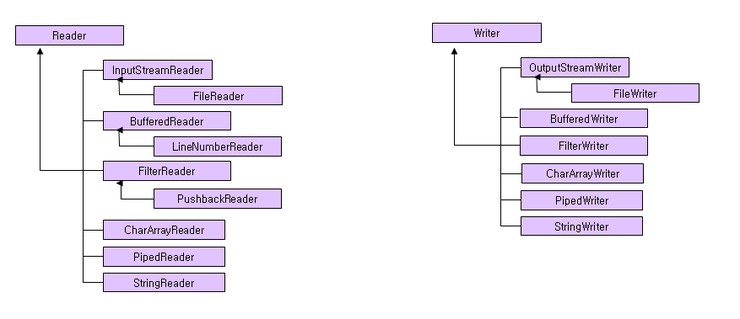 Reader
InputStreamReader
FileReader
BufferedReader
LineNumberReader
FilterReader
PushbackReader
CharArrayReader
PipedReader
StringReader
Writer
OutputStreamWriter
FileWriter
BufferedWriter
FilterWriter
CharArrayWriter
PipedWriter
StringWriter